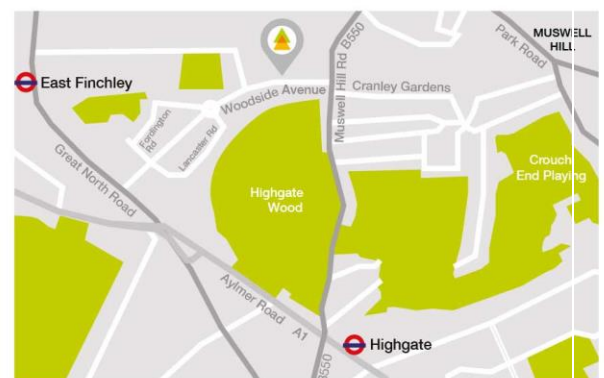 MUSWELL
HILL
Park Road
Muswell Hill Rd B550
East Finchley
Cranley Gardens
Woodside Avenue
Fordington
Rd
Lancaster Rd
Great North Road
Crouch
End Playing
Highgate
Wood
Aylmer Road
A1
Highgate
B550